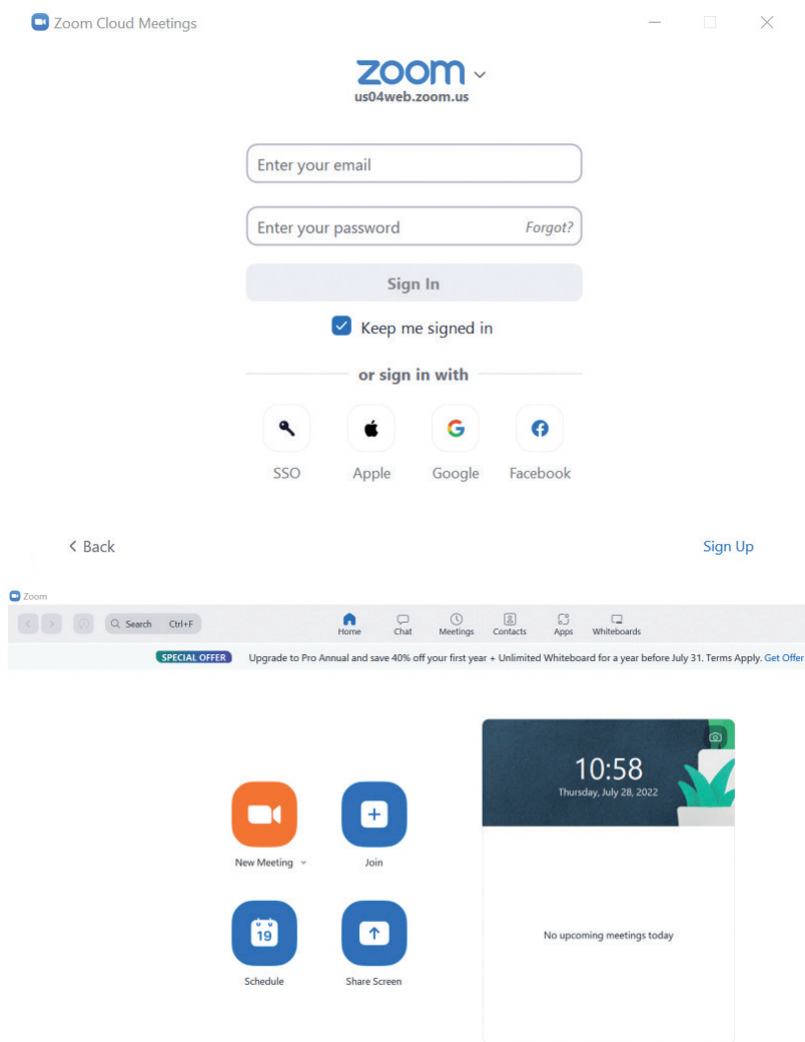 Zoom Cloud Meetings
zoom
us04web.zoom.us
Enter your email
Enter your password Forgot?
Sign In
Keep me signed in
or sign in with
SSO Apple Google Facebook
Back Sign Up
Zoom
Search Ctrl+F
Home Chat Meetings Contacts Apps Whiteboards
SPECIAL OFFER Upgrade to Pro Annual and save 40% off your first year + Unlimited Whiteboard for a year before July 31. Terms Apply. Get Offer
10:58
Thursday, July 28, 2022
New Meeting Join
19
No upcoming meetings today
Schedule Share Screen